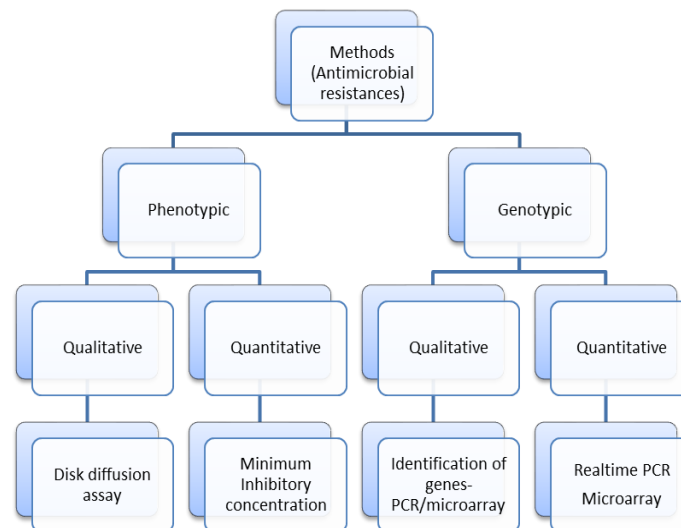 Methods
(Antimicrobial
resistances)
Phenotypic
Genotypic
Qualitative
Quantitative
Qualitative
Quantitative
Disk diffusion
assay
Minimum
Inhibitory
concentration
Identification of
genes-
PCR/microarray
Realtime PCR
Microarray